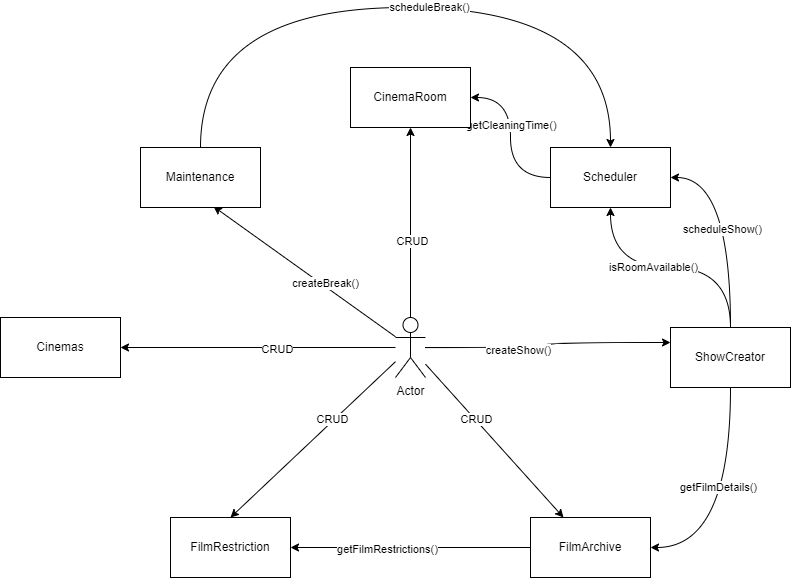 scheduleBreak()
CinemaRoom
getCleaningTime()
Maintenance
Scheduler
scheduleShow()
CRUD
isRoomAvailable()
createBreak()
Cinemas
CRUD
createShow()
ShowCreator
Actor
CRUD
CRUD
getFilmDetails()
FilmRestriction
getFilmRestrictions()
FilmArchive